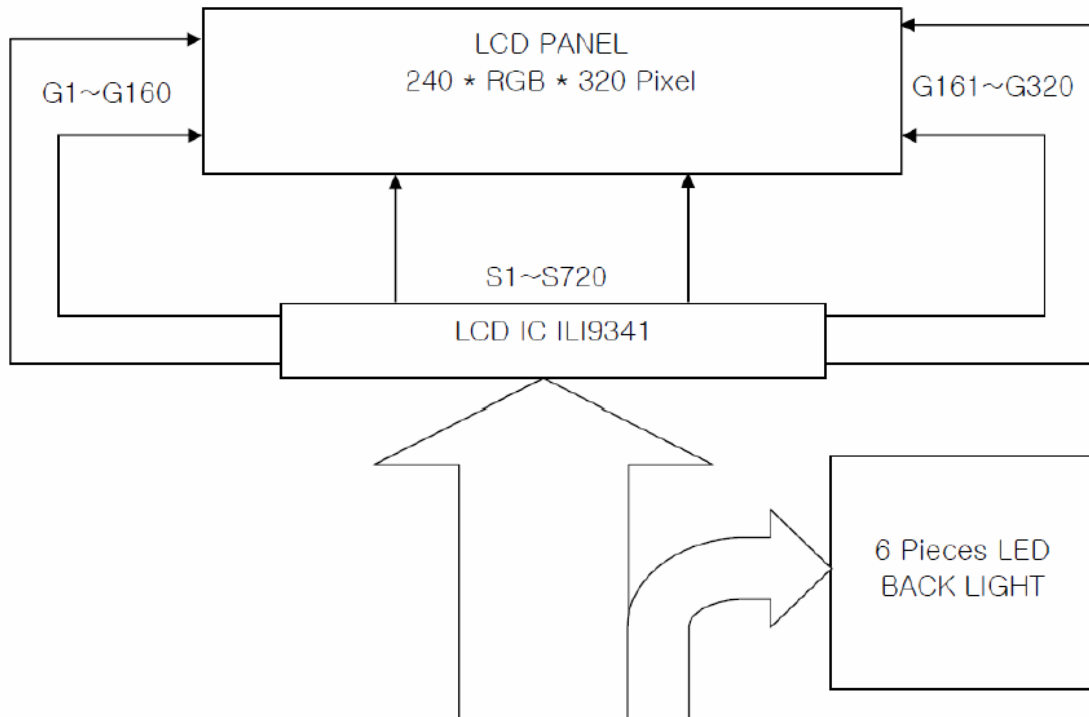 LCD PANEL
240 * RGB * 320 Pixel
G1~G160
G161~G320
S1~S720
LCD IC ILI9341
6 Pieces LED
BACK LIGHT